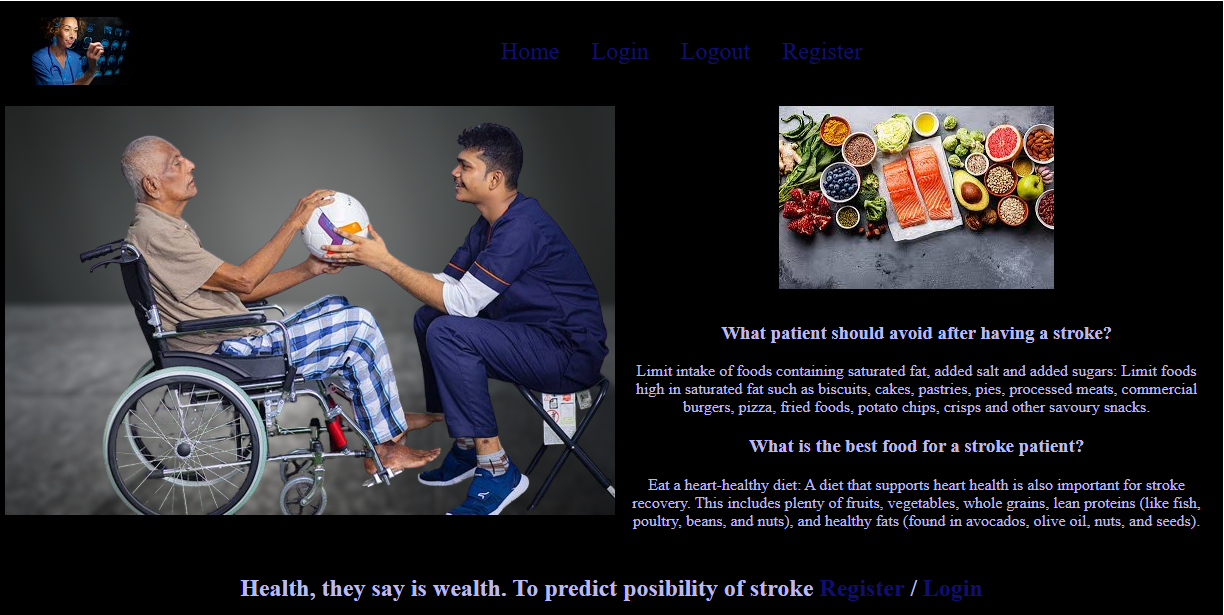 Home Login Logout Register
What patient should avoid after having a stroke?
Limit intake of foods containing saturated fat, added salt and added sugars: Limit foods
high in saturated fat such as biscuits, cakes, pastries, pies, processed meats, commercial
burgers, pizza, fried foods, potato chips, crisps and other savoury snacks.
What is the best food for a stroke patient?
Eat a heart-healthy diet: A diet that supports heart health is also important for stroke
recovery. This includes plenty of fruits, vegetables, whole grains, lean proteins (like fish,
poultry, beans, and nuts), and healthy fats (found in avocados, olive oil, nuts, and seeds).
Health, they say is wealth. To predict posibility of stroke Register / Login